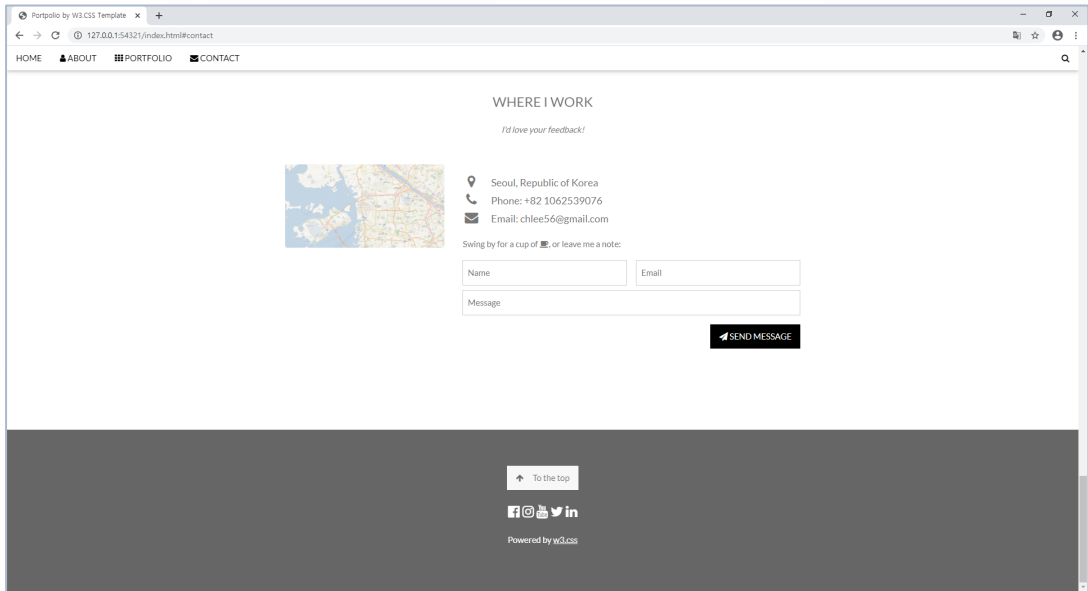 Portpolio by W3.CSS Template
127.0.0.1:54321/index.html#contact
HOME ABOUT PORTFOLIO CONTACT
WHERE I WORK
I'd love your feedback!
Seoul, Republic of Korea
Phone: +82 1062539076
Email: chlee56@gmail.com
Swing by for a cup of , or leave me a note:
Name Email
Message
SEND MESSAGE
To the top
Powered by w3.css